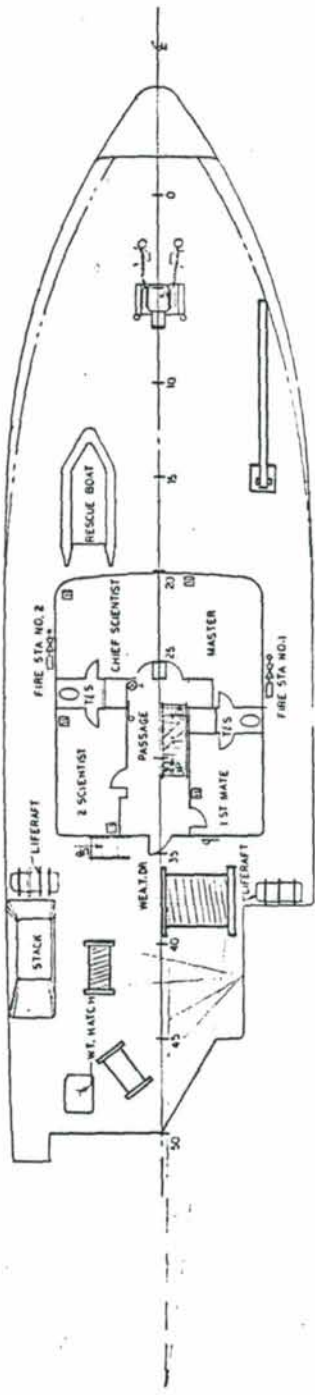 0
10
15
RESCUE BOAT
20
FIRE STA NO. 2
CHIEF SCIENTIST
MASTER
FIRE STA NO. 1
T/S
T/S
25
PASSAGE
2 SCIENTIST
1 ST MATE
35
WEA.T. DR
LIFERAFT
LIFERAFT
STACK
40
W.T. HATCH
45
50